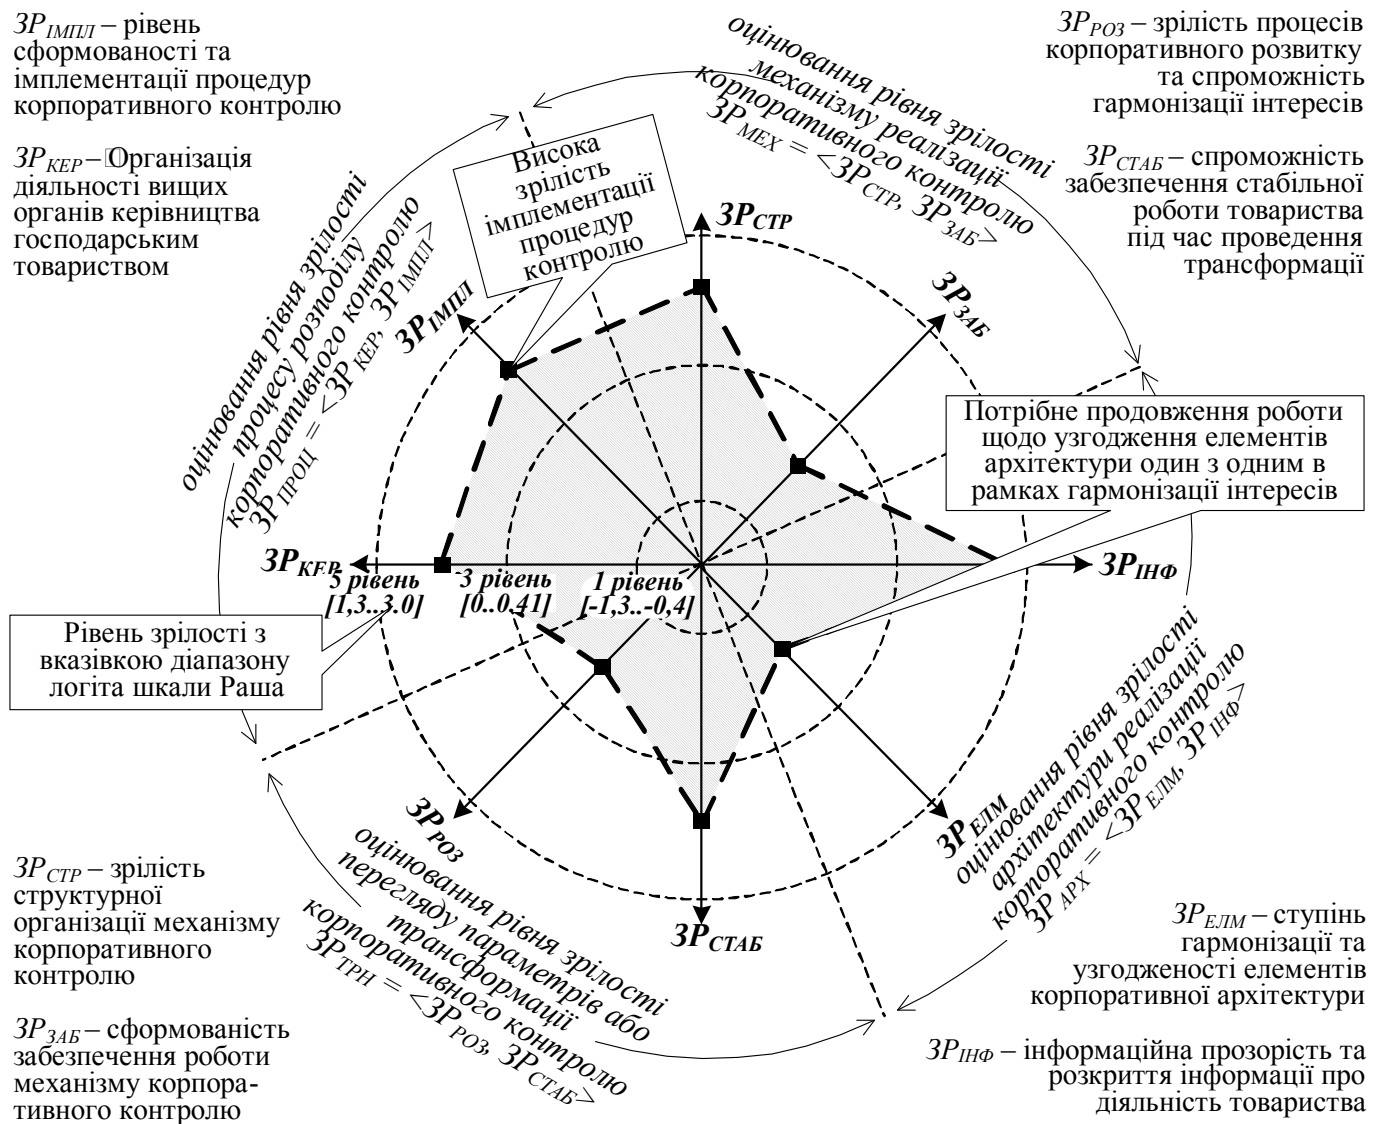 ЗР_ІМПЛ – рівень
сформованості та
імплементації процедур
корпоративного контролю
ЗР_КЕР – Організація
діяльності вищих
органів керівництва
господарським
товариством
оцінювання рівня зрілості
механізму реалізації
корпоративного контролю
ЗР_МЕХ = <ЗР_СТР, ЗР_ЗАБ>
ЗР_РОЗ – зрілість процесів
корпоративного розвитку
та спроможність
гармонізації інтересів
ЗР_СТАБ – спроможність
забезпечення стабільної
роботи товариства
під час проведення
трансформації
оцінювання рівня зрілості
процесу розподілу
корпоративного контролю
ЗР_ПРОЦ = <ЗР_КЕР, ЗР_ІМПЛ>
Висока
зрілість
імплементації
процедур
контролю
ЗР_СТР
ЗР_ЗАБ
ЗР_ІМПЛ
Потрібне продовження роботи
щодо узгодження елементів
архітектури один з одним в
рамках гармонізації інтересів
ЗР_КЕР
ЗР_ІНФ
5 рівень
[1,3..3.0]
3 рівень
[0..0,41]
1 рівень
[-1,3..-0,4]
Рівень зрілості з
вказівкою діапазону
логіта шкали Раша
ЗР_РОЗ
ЗР_СТАБ
ЗР_ЕЛМ
оцінювання рівня зрілості
архітектури реалізації
корпоративного контролю
ЗР_АРХ = <ЗР_ЕЛМ, ЗР_ІНФ>
оцінювання рівня зрілості
перегляду параметрів або
трансформації
корпоративного контролю
ЗР_ТРН = <ЗР_РОЗ, ЗР_СТАБ>
ЗР_СТР – зрілість
структурної
організації механізму
корпоративного
контролю
ЗР_ЗАБ – сформованість
забезпечення роботи
механізму корпора-
тивного контролю
ЗР_ЕЛМ – ступінь
гармонізації та
узгодженості елементів
корпоративної архітектури
ЗР_ІНФ – інформаційна прозорість та
розкриття інформації про
діяльність товариства